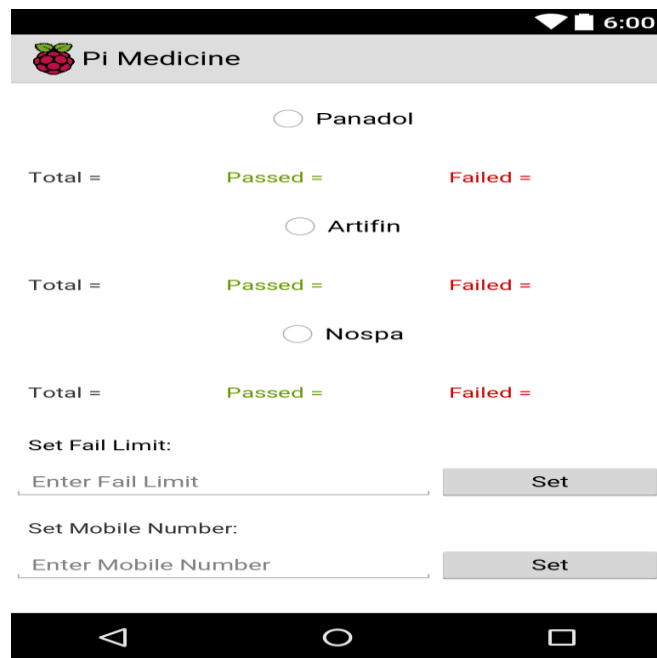 6:00
Pi Medicine
Panadol
Total = Passed = Failed =
Artifin
Total = Passed = Failed =
Nospa
Total = Passed = Failed =
Set Fail Limit:
Enter Fail Limit Set
Set Mobile Number:
Enter Mobile Number Set